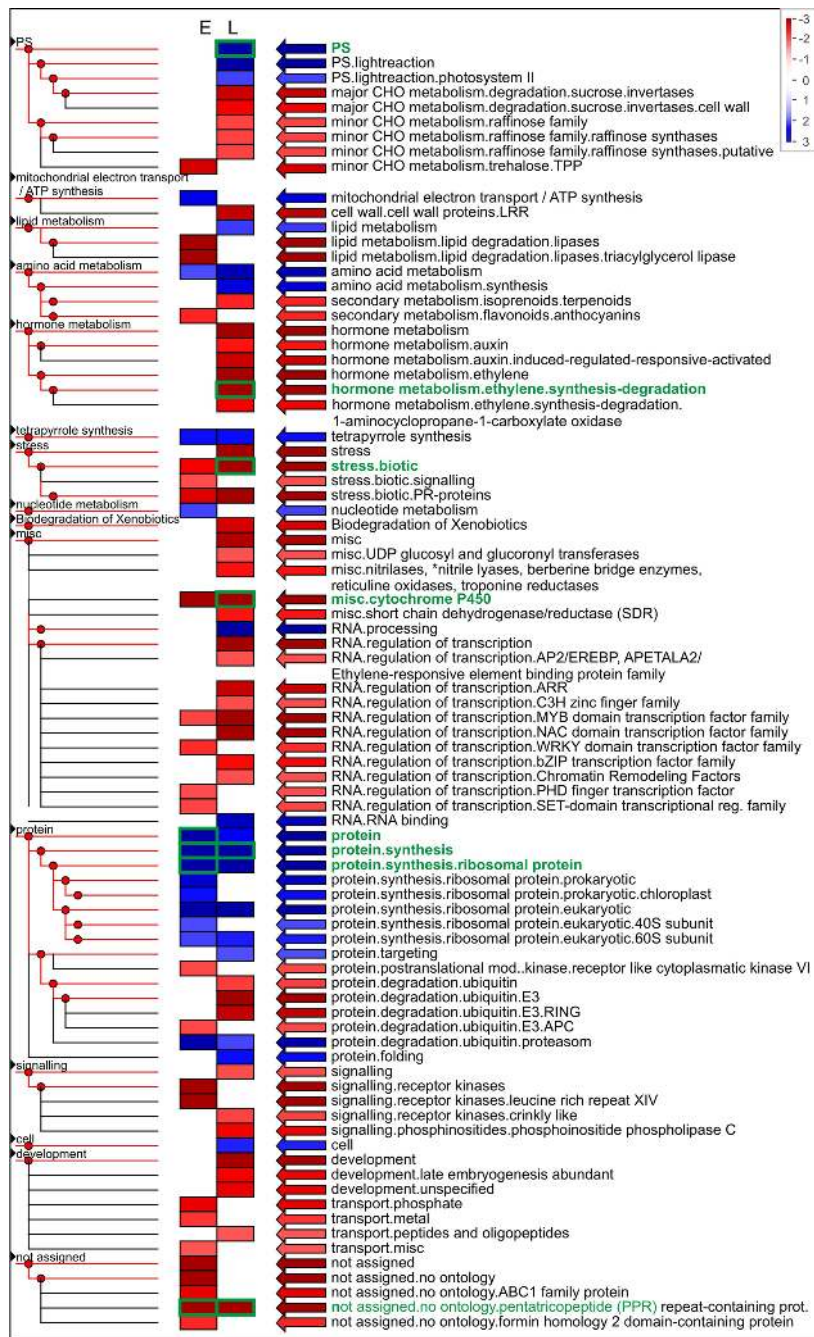 E L
-3
-2
-1
0
1
2
3
PS
PS
PS.lightreaction
PS.lightreaction.photosystem II
major CHO metabolism.degradation.sucrose.invertases
major CHO metabolism.degradation.sucrose.invertases.cell wall
minor CHO metabolism.raffinose family
minor CHO metabolism.raffinose family.raffinose synthases
minor CHO metabolism.raffinose family.raffinose synthases.putative
minor CHO metabolism.trehalose.TPP
mitochondrial electron transport
/ ATP synthesis
mitochondrial electron transport / ATP synthesis
cell wall.cell wall proteins.LRR
lipid metabolism
lipid metabolism
lipid metabolism.lipid degradation.lipases
lipid metabolism.lipid degradation.lipases.triacylglycerol lipase
amino acid metabolism
amino acid metabolism
amino acid metabolism.synthesis
secondary metabolism.isoprenoids.terpenoids
secondary metabolism.flavonoids.anthocyanins
hormone metabolism
hormone metabolism
hormone metabolism.auxin
hormone metabolism.auxin.induced-regulated-responsive-activated
hormone metabolism.ethylene
hormone metabolism.ethylene.synthesis-degradation
hormone metabolism.ethylene.synthesis-degradation.
1-aminocyclopropane-1-carboxylate oxidase
tetrapyrrole synthesis
tetrapyrrole synthesis
stress
stress
stress.biotic
stress.biotic.signalling
stress.biotic.PR-proteins
nucleotide metabolism
nucleotide metabolism
Biodegradation of Xenobiotics
Biodegradation of Xenobiotics
misc
misc
misc.UDP glucosyl and glucoronyl transferases
misc.nitrilases, *nitrile lyases, berberine bridge enzymes,
reticuline oxidases, troponine reductases
misc.cytochrome P450
misc.short chain dehydrogenase/reductase (SDR)
RNA.processing
RNA.regulation of transcription
RNA.regulation of transcription.AP2/EREBP, APETALA2/
Ethylene-responsive element binding protein family
RNA.regulation of transcription.ARR
RNA.regulation of transcription.C3H zinc finger family
RNA.regulation of transcription.MYB domain transcription factor family
RNA.regulation of transcription.NAC domain transcription factor family
RNA.regulation of transcription.WRKY domain transcription factor family
RNA.regulation of transcription.bZIP transcription factor family
RNA.regulation of transcription.Chromatin Remodeling Factors
RNA.regulation of transcription.PHD finger transcription factor
RNA.regulation of transcription.SET-domain transcriptional reg. family
RNA.RNA binding
protein
protein
protein.synthesis
protein.synthesis.ribosomal protein
protein.synthesis.ribosomal protein.prokaryotic
protein.synthesis.ribosomal protein.prokaryotic.chloroplast
protein.synthesis.ribosomal protein.eukaryotic
protein.synthesis.ribosomal protein.eukaryotic.40S subunit
protein.synthesis.ribosomal protein.eukaryotic.60S subunit
protein.targeting
protein.postranslational mod..kinase.receptor like cytoplasmatic kinase VI
protein.degradation.ubiquitin
protein.degradation.ubiquitin.E3
protein.degradation.ubiquitin.E3.RING
protein.degradation.ubiquitin.E3.APC
protein.degradation.ubiquitin.proteasom
protein.folding
signalling
signalling
signalling.receptor kinases
signalling.receptor kinases.leucine rich repeat XIV
signalling.receptor kinases.crinkly like
signalling.phosphinositides.phosphoinositide phospholipase C
cell
cell
development
development
development.late embryogenesis abundant
development.unspecified
transport.phosphate
transport.metal
transport.peptides and oligopeptides
transport.misc
not assigned
not assigned
not assigned.no ontology
not assigned.no ontology.ABC1 family protein
not assigned.no ontology.pentatricopeptide (PPR) repeat-containing prot.
not assigned.no ontology.formin homology 2 domain-containing protein